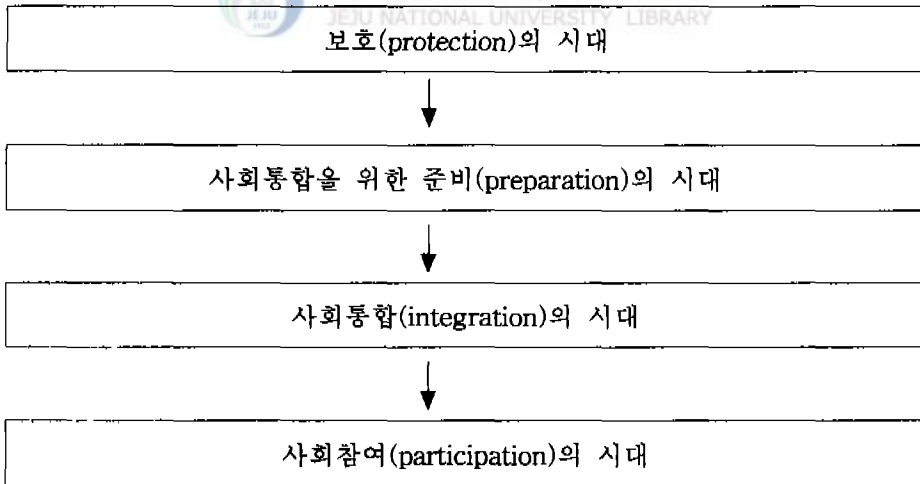 JEJU
1952
JEJU NATIONAL UNIVERSITY LIBRARY
보호(protection)의 시대
사회통합을 위한 준비(preparation)의 시대
사회통합(integration)의 시대
사회참여(participation)의 시대